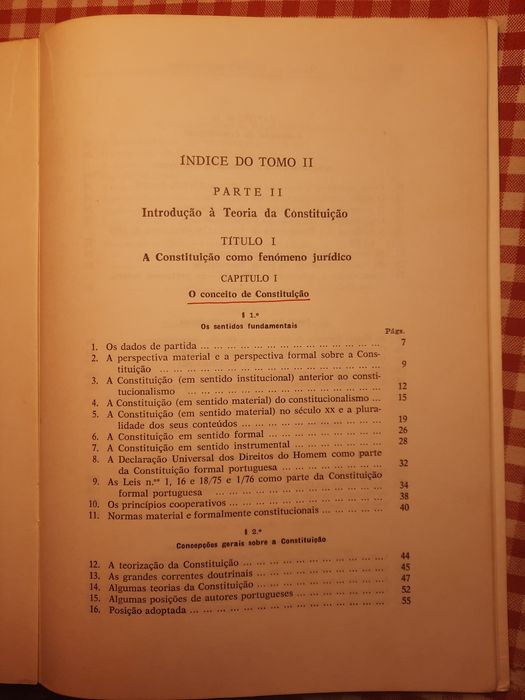 ÍNDICE DO TOMO II
PARTE II
Introdução à Teoria da Constituição
TÍTULO I
A Constituição como fenómeno jurídico
CAPITULO I
O conceito de Constituição
§ 1.º
Os sentidos fundamentais
Págs.
1. Os dados de partida ... ... ... ... ... ... ... ... ... ... ... ... 7
2. A perspectiva material e a perspectiva formal sobre a Cons-
tituição ... ... ... ... ... ... ... ... ... ... ... ... ... ... 9
3. A Constituição (em sentido institucional) anterior ao consti-
tucionalismo ... ... ... ... ... ... ... ... ... ... ... ... 12
4. A Constituição (em sentido material) do constitucionalismo ... 15
5. A Constituição (em sentido material) no século XX e a plura-
lidade dos seus conteúdos ... ... ... ... ... ... ... ... 19
6. A Constituição em sentido formal ... ... ... ... ... ... ... 26
7. A Constituição em sentido instrumental ... ... ... ... ... 28
8. A Declaração Universal dos Direitos do Homem como parte
da Constituição formal portuguesa ... ... ... ... ... ... 32
9. As Leis n.ᵒˢ 1, 16 e 18/75 e 1/76 como parte da Constituição
formal portuguesa ... ... ... ... ... ... ... ... ... ... 34
10. Os princípios cooperativos ... ... ... ... ... ... ... ... ... 38
11. Normas material e formalmente constitucionais ... ... ... ... 40
§ 2.º
Concepções gerais sobre a Constituição
12. A teorização da Constituição ... ... ... ... ... ... ... ... 44
13. As grandes correntes doutrinais ... ... ... ... ... ... ... 45
14. Algumas teorias da Constituição ... ... ... ... ... ... ... 47
15. Algumas posições de autores portugueses ... ... ... ... ... 52
16. Posição adoptada ... ... ... ... ... ... ... ... ... ... ... 55